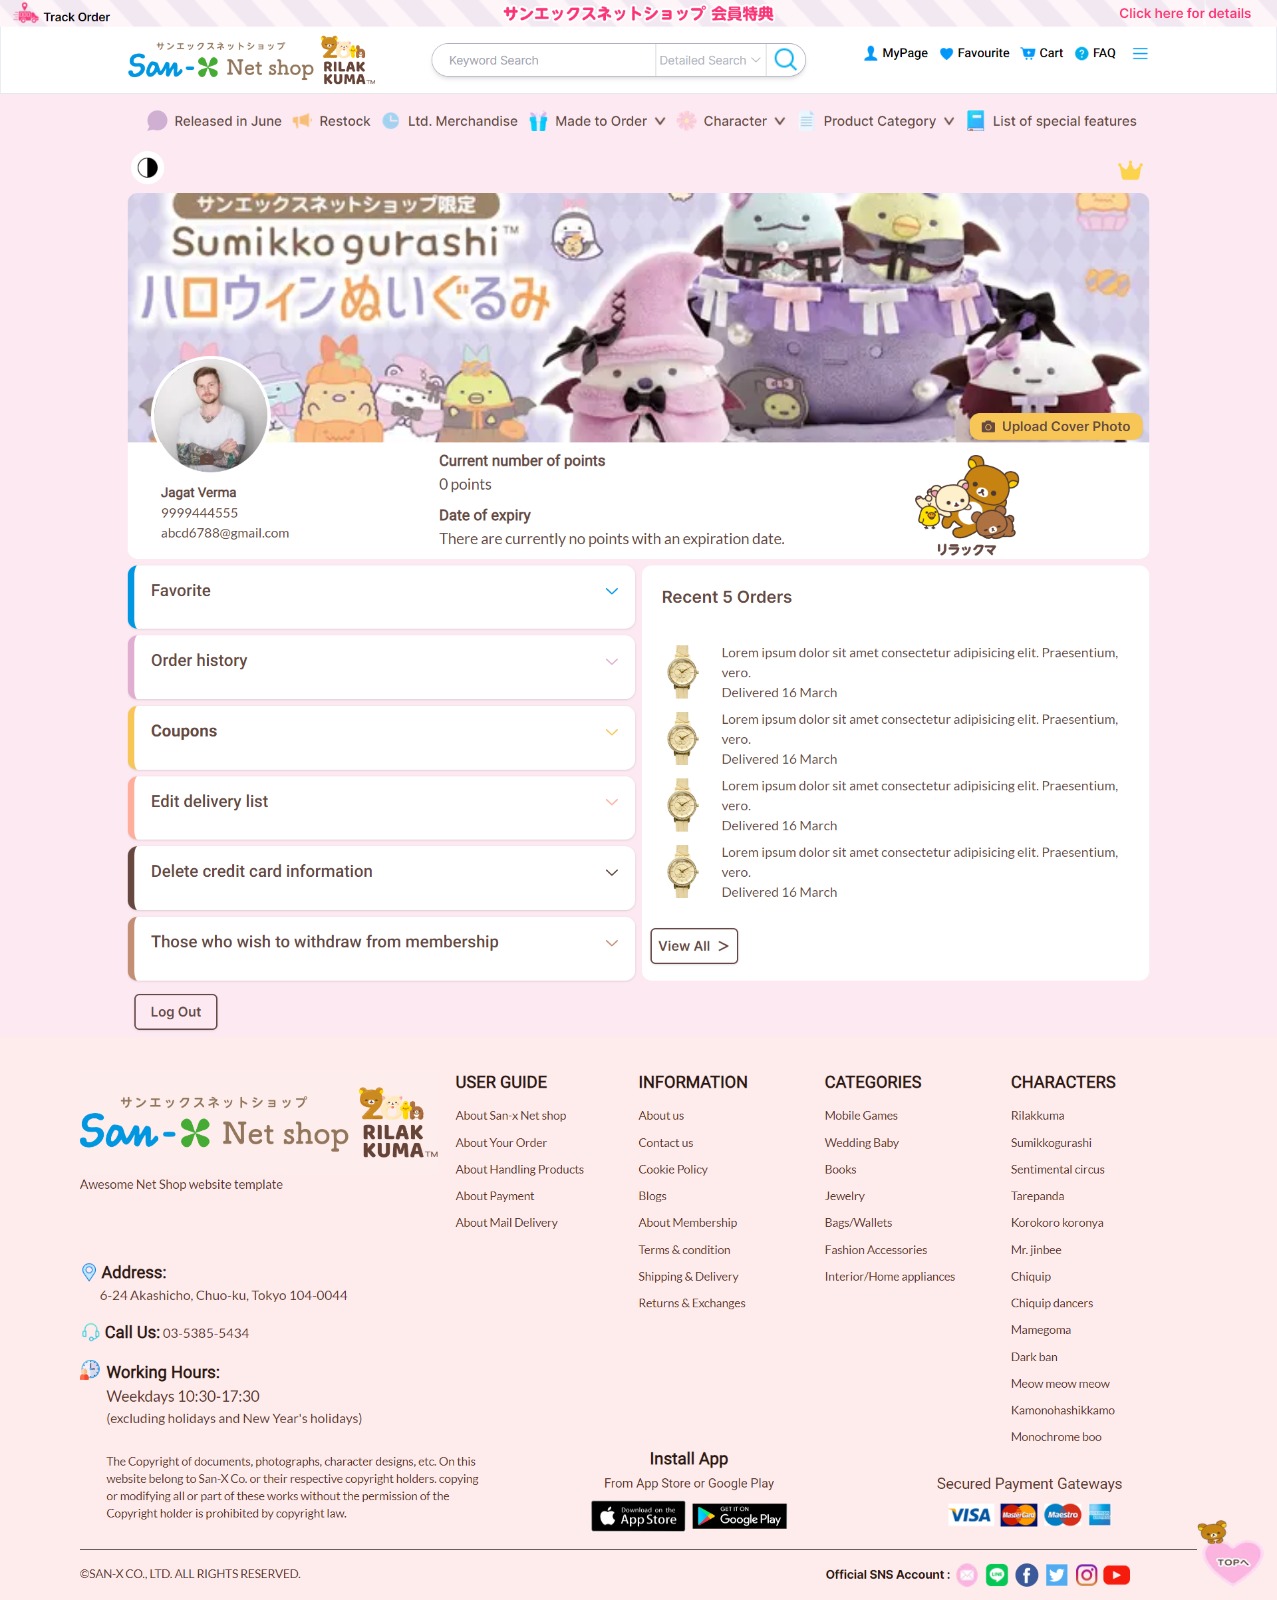 Track Order
サンエックスネットショップ 会員特典
Click here for details
サンエックスネットショップ
San-X Net shop
20th
RILAK
KUMA™
Keyword Search
Detailed Search
MyPage
Favourite
Cart
FAQ
Released in June
Restock
Ltd. Merchandise
Made to Order
Character
Product Category
List of special features
サンエックスネットショップ限定
Sumikkogurashi™
ハロウィンぬいぐるみ
Upload Cover Photo
Jagat Verma
9999444555
abcd6788@gmail.com
Current number of points
0 points
Date of expiry
There are currently no points with an expiration date.
リラックマ
Favorite
Order history
Coupons
Edit delivery list
Delete credit card information
Those who wish to withdraw from membership
Log Out
Recent 5 Orders
Lorem ipsum dolor sit amet consectetur adipisicing elit. Praesentium,
vero.
Delivered 16 March
Lorem ipsum dolor sit amet consectetur adipisicing elit. Praesentium,
vero.
Delivered 16 March
Lorem ipsum dolor sit amet consectetur adipisicing elit. Praesentium,
vero.
Delivered 16 March
Lorem ipsum dolor sit amet consectetur adipisicing elit. Praesentium,
vero.
Delivered 16 March
View All >
サンエックスネットショップ
San-X Net shop
20th
RILAK
KUMA™
Awesome Net Shop website template
Address:
6-24 Akashicho, Chuo-ku, Tokyo 104-0044
Call Us: 03-5385-5434
Working Hours:
Weekdays 10:30-17:30
(excluding holidays and New Year's holidays)
USER GUIDE
About San-x Net shop
About Your Order
About Handling Products
About Payment
About Mail Delivery
INFORMATION
About us
Contact us
Cookie Policy
Blogs
About Membership
Terms & condition
Shipping & Delivery
Returns & Exchanges
CATEGORIES
Mobile Games
Wedding Baby
Books
Jewelry
Bags/Wallets
Fashion Accessories
Interior/Home appliances
CHARACTERS
Rilakkuma
Sumikkogurashi
Sentimental circus
Tarepanda
Korokoro koronya
Mr. jinbee
Chiquip
Chiquip dancers
Mamegoma
Dark ban
Meow meow meow
Kamonohashikkamo
Monochrome boo
The Copyright of documents, photographs, character designs, etc. On this
website belong to San-X Co. or their respective copyright holders. copying
or modifying all or part of these works without the permission of the
Copyright holder is prohibited by copyright law.
Install App
From App Store or Google Play
Download on the
App Store
GET IT ON
Google Play
Secured Payment Gateways
VISA
MasterCard
Maestro
TOPへ
©SAN-X CO., LTD. ALL RIGHTS RESERVED.
Official SNS Account :
LINE